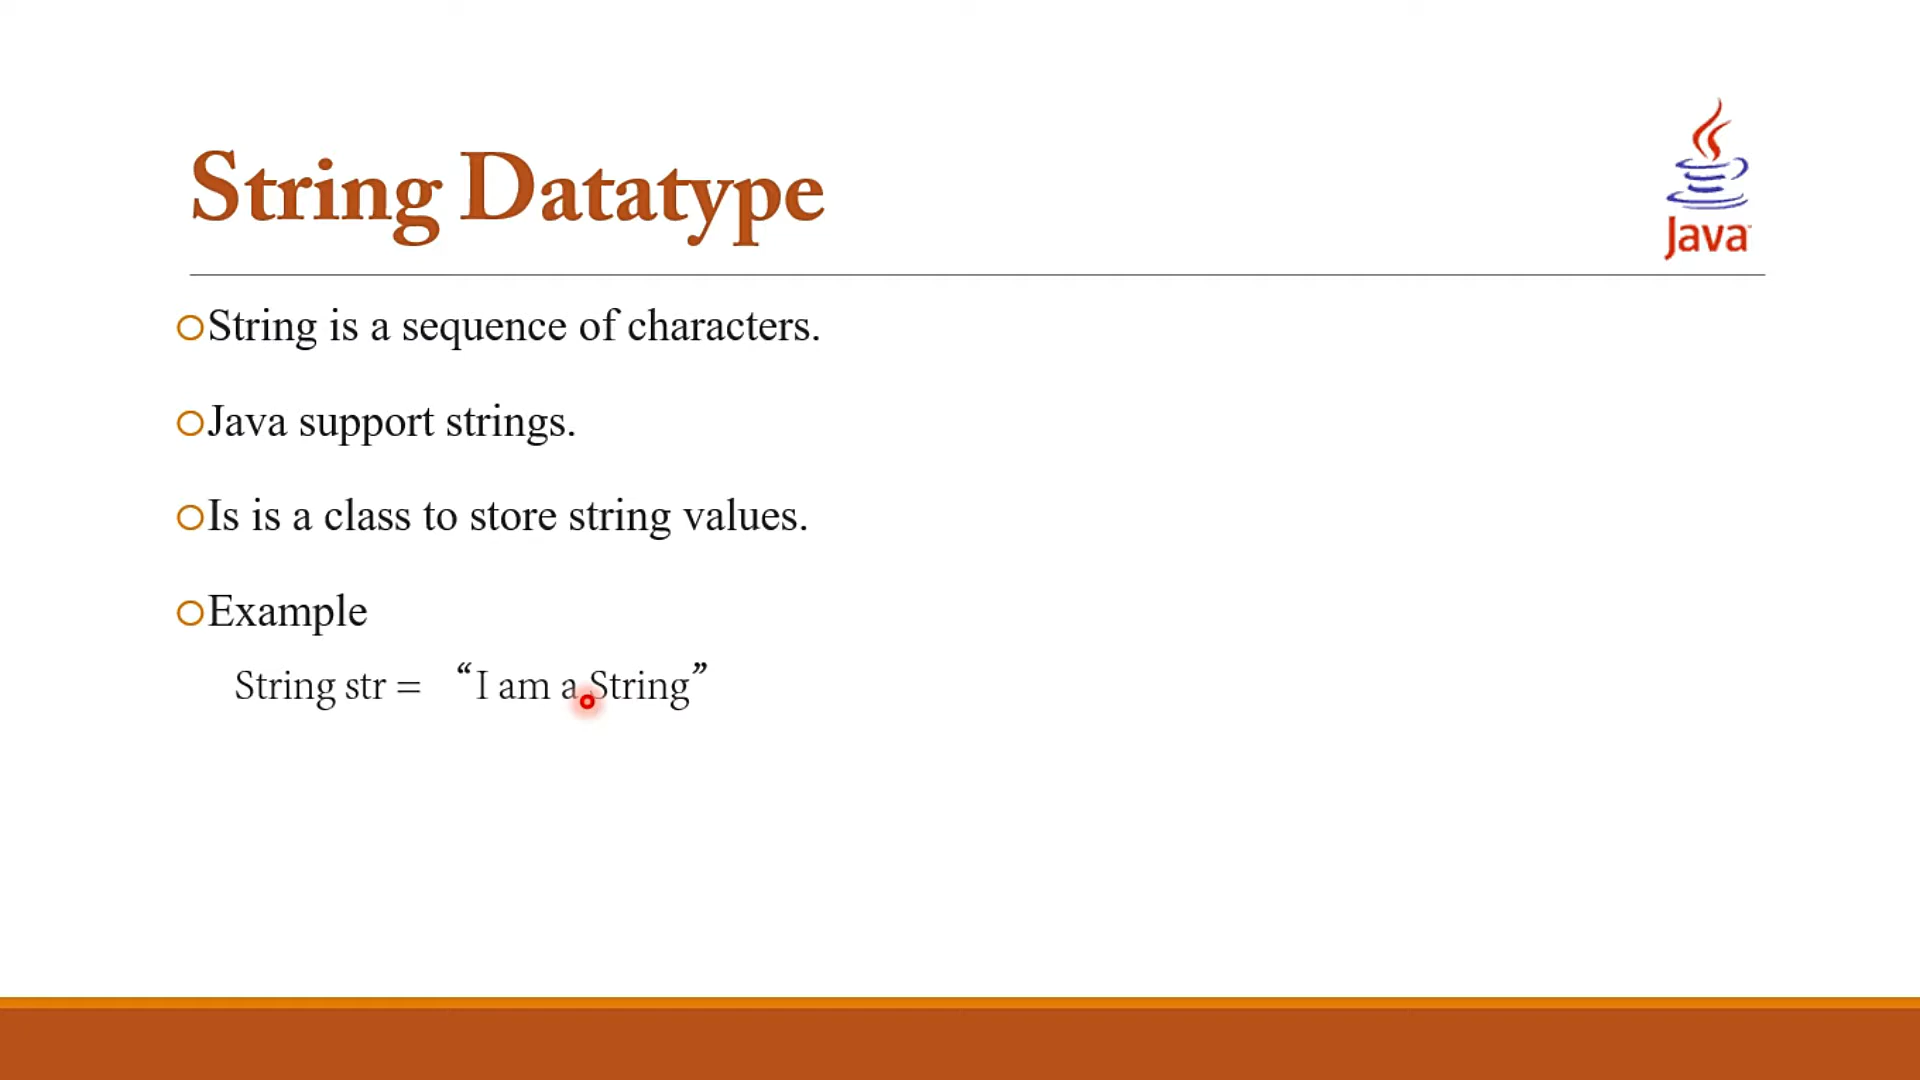 String Datatype
Java
String is a sequence of characters.
Java support strings.
Is is a class to store string values.
Example
String str = “I am a String”